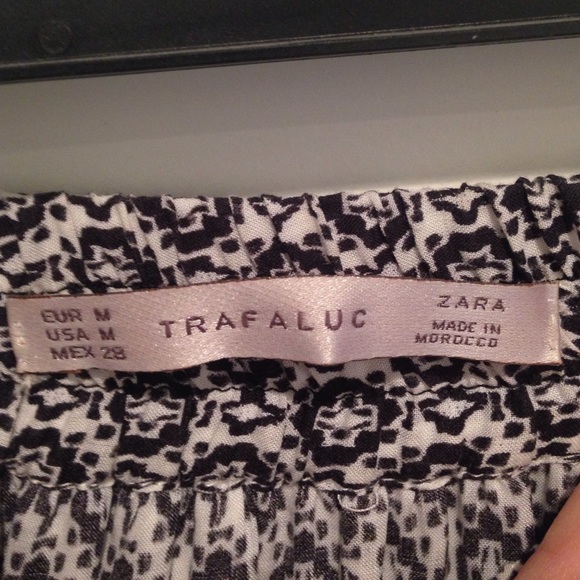 EUR M
USA M
MEX 28
TRAFALUC
ZARA
MADE IN
MOROCCO